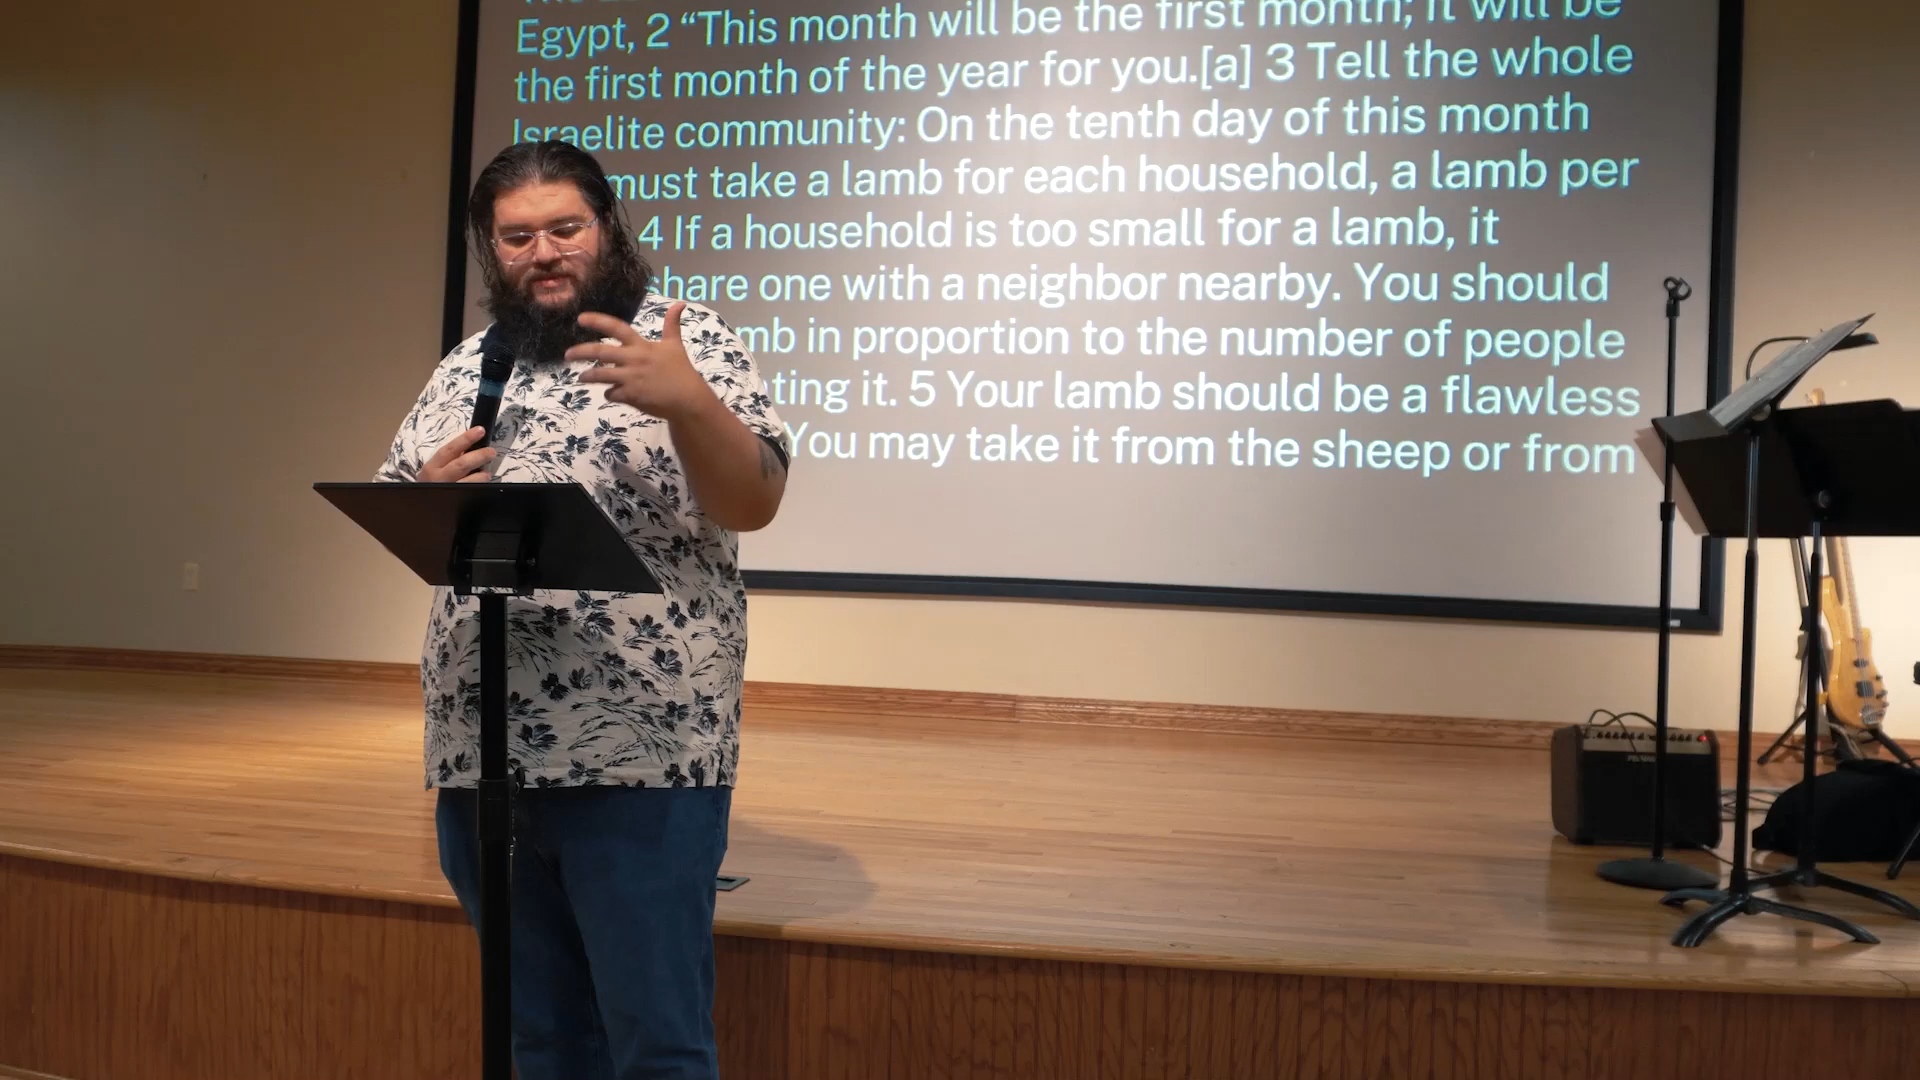 Egypt, 2 “This month will be the first month; it will be
the first month of the year for you.[a] 3 Tell the whole
Israelite community: On the tenth day of this month
must take a lamb for each household, a lamb per
4 If a household is too small for a lamb, it
share one with a neighbor nearby. You should
in proportion to the number of people
it. 5 Your lamb should be a flawless
You may take it from the sheep or from